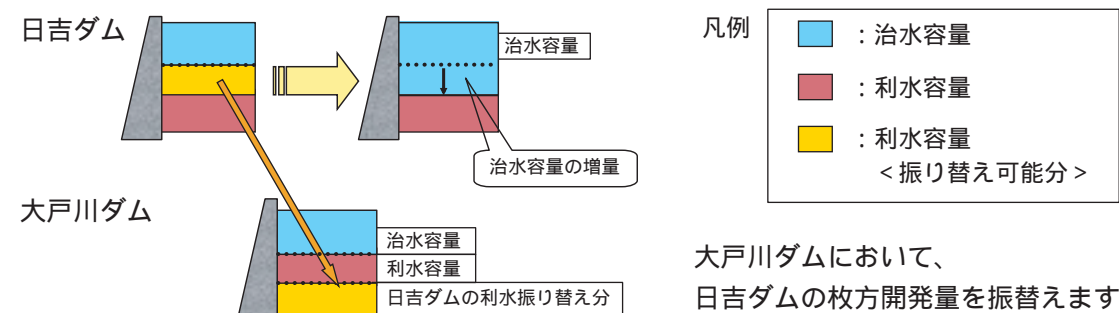 日吉ダム
治水容量
治水容量の増量
大戸川ダム
治水容量
利水容量
日吉ダムの利水振り替え分
凡例
：治水容量
：利水容量
：利水容量
＜振り替え可能分＞
大戸川ダムにおいて、
日吉ダムの枚方開発量を振替えます